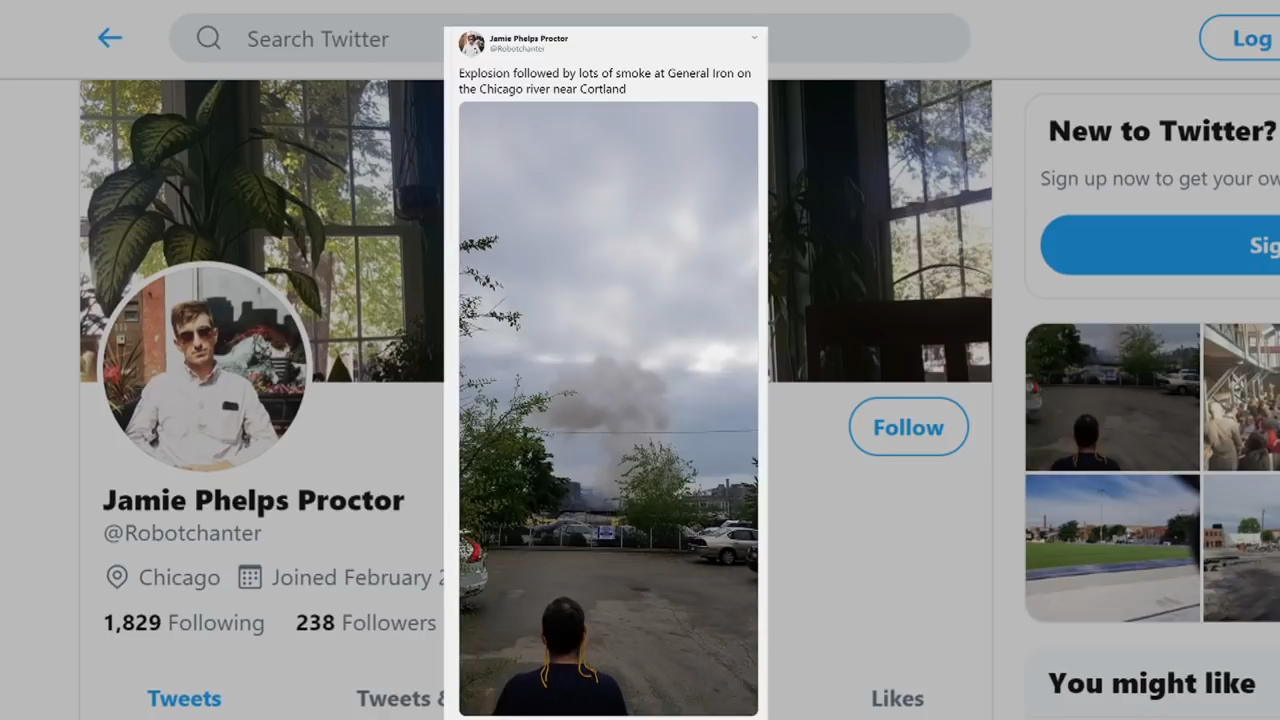 Search Twitter
Log
Jamie Phelps Proctor
@Robotchanter
Explosion followed by lots of smoke at General Iron on
the Chicago river near Cortland
New to Twitter?
Sign up now to get your ow
Sig
Follow
Jamie Phelps Proctor
@Robotchanter
Chicago
Joined February 2
1,829 Following
238 Followers
Tweets
Tweets &
Likes
You might like